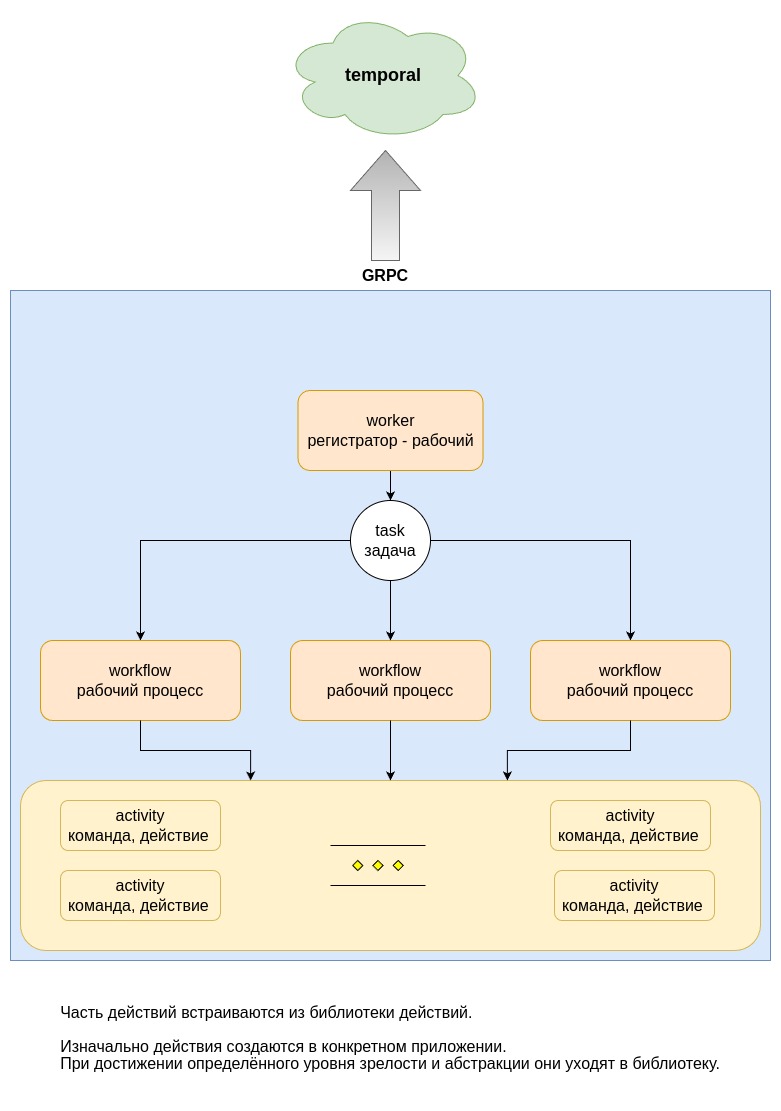 temporal
GRPC
worker
регистратор - рабочий
task
задача
workflow
рабочий процесс
workflow
рабочий процесс
workflow
рабочий процесс
activity
команда, действие
activity
команда, действие
activity
команда, действие
activity
команда, действие
Часть действий встраиваются из библиотеки действий.
Изначально действия создаются в конкретном приложении.
При достижении определённого уровня зрелости и абстракции они уходят в библиотеку.